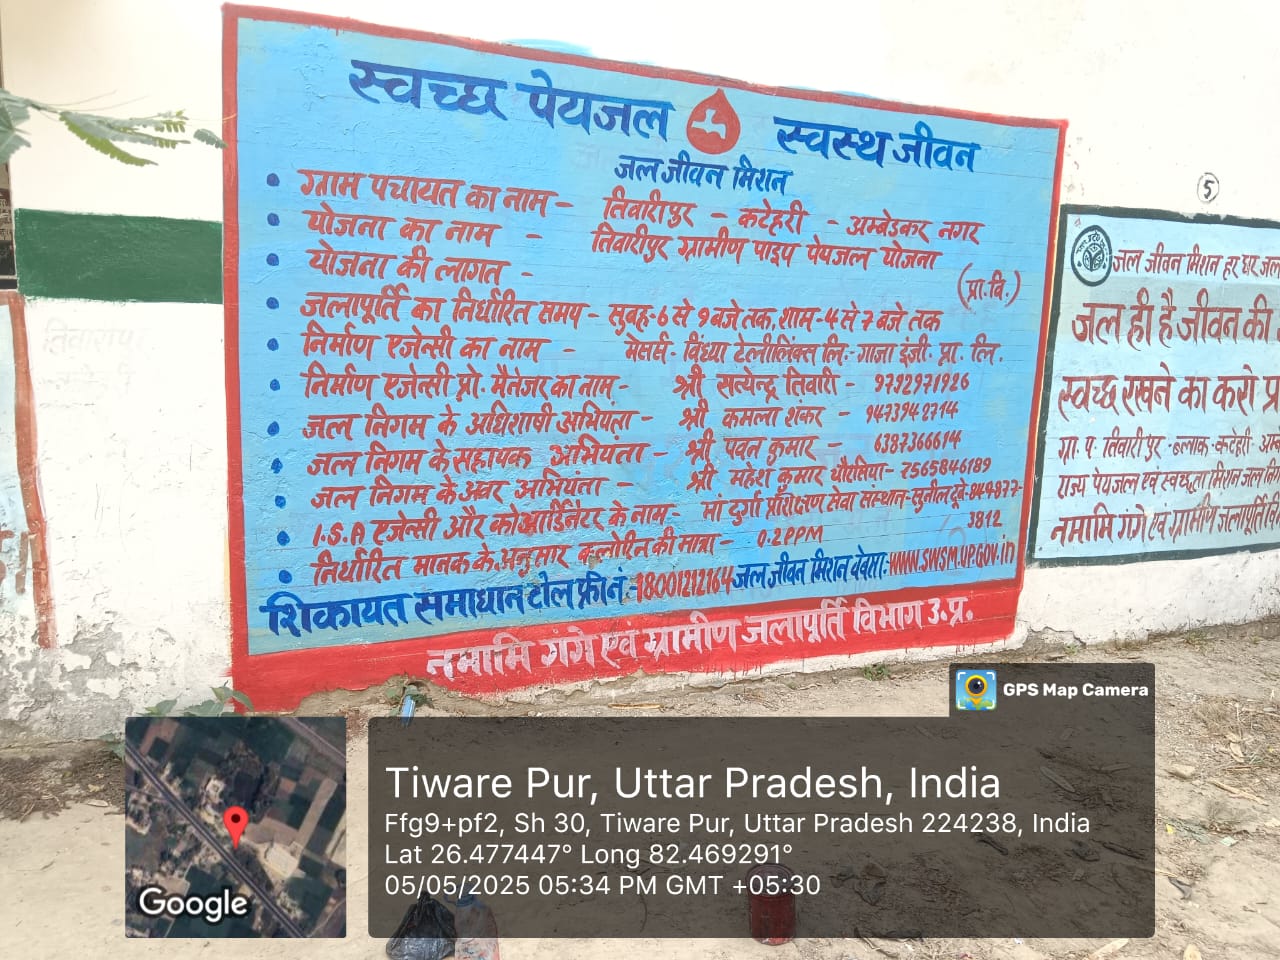 स्वच्छ पेयजल स्वस्थ जीवन
जल जीवन मिशन
• ग्राम पचायत का नाम - तिवारीपुर - कटेहरी - अम्बेडकर नगर
• योजना का नाम - तिवारीपुर ग्रामीण पाइप पेयजल योजना
• योजना की लागत - (प्रा.वि.)
• जलापूर्ति का निर्धारित समय - सुबह-6 से 9 बजे तक, शाम-4 से 7 बजे तक
• निर्माण एजेन्सी का नाम - मेसर्स- विंध्या टेलीलिंक्स लि:- गाजा इंजी. प्रा. लि.
• निर्माण एजेन्सी प्रो. मैनेजर का नाम- श्री सत्येन्द्र तिवारी - 9792971926
• जल निगम के अधिशाषी अभियंता - श्री कमला शंकर - 9473942714
• जल निगम के सहायक अभियंता - श्री पवन कुमार - 6387366614
• जल निगम के अवर अभियंता - श्री महेश कुमार चौरसिया- 7565846189
• I.S.A एजेन्सी और कोआर्डिनेटर के नाम- मां दुर्गा प्रशिक्षण सेवा संस्थान-सुनील दूबे-849877-
3812
• निर्धारित मानक के अनुसार क्लोरिन की मात्रा - 0.2PPM
शिकायत समाधान टोल फ्री नं:-18001212164 जल जीवन मिशन वेबसा:-www.swsm.up.gov.in
नमामि गंगे एवं ग्रामीण जलापूर्ति विभाग उ.प्र.
5
जल जीवन मिशन हर घर जल
जल ही है जीवन की
स्वच्छ रखने का करो
ग्रा. प. तिवारीपुर - ब्लाक - कटेहरी
राज्य पेयजल एवं स्वच्छता मिशन जल
नमामि गंगे एवं ग्रामीण जलापूर्ति
GPS Map Camera
Google
Tiware Pur, Uttar Pradesh, India
Ffg9+pf2, Sh 30, Tiware Pur, Uttar Pradesh 224238, India
Lat 26.477447° Long 82.469291°
05/05/2025 05:34 PM GMT +05:30